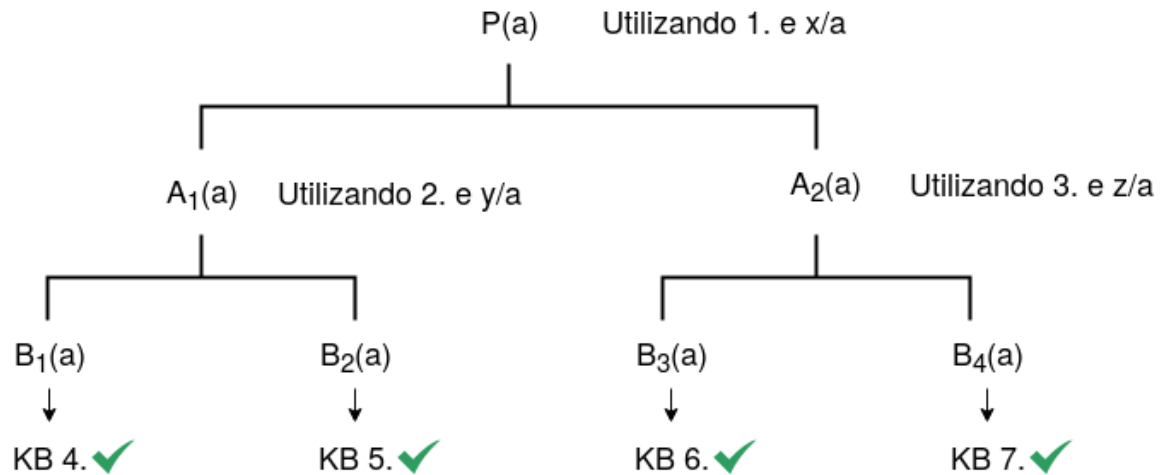 P(a) Utilizando 1. e x/a
A₁(a) Utilizando 2. e y/a A₂(a) Utilizando 3. e z/a
B₁(a) B₂(a) B₃(a) B₄(a)
KB 4. KB 5. KB 6. KB 7.